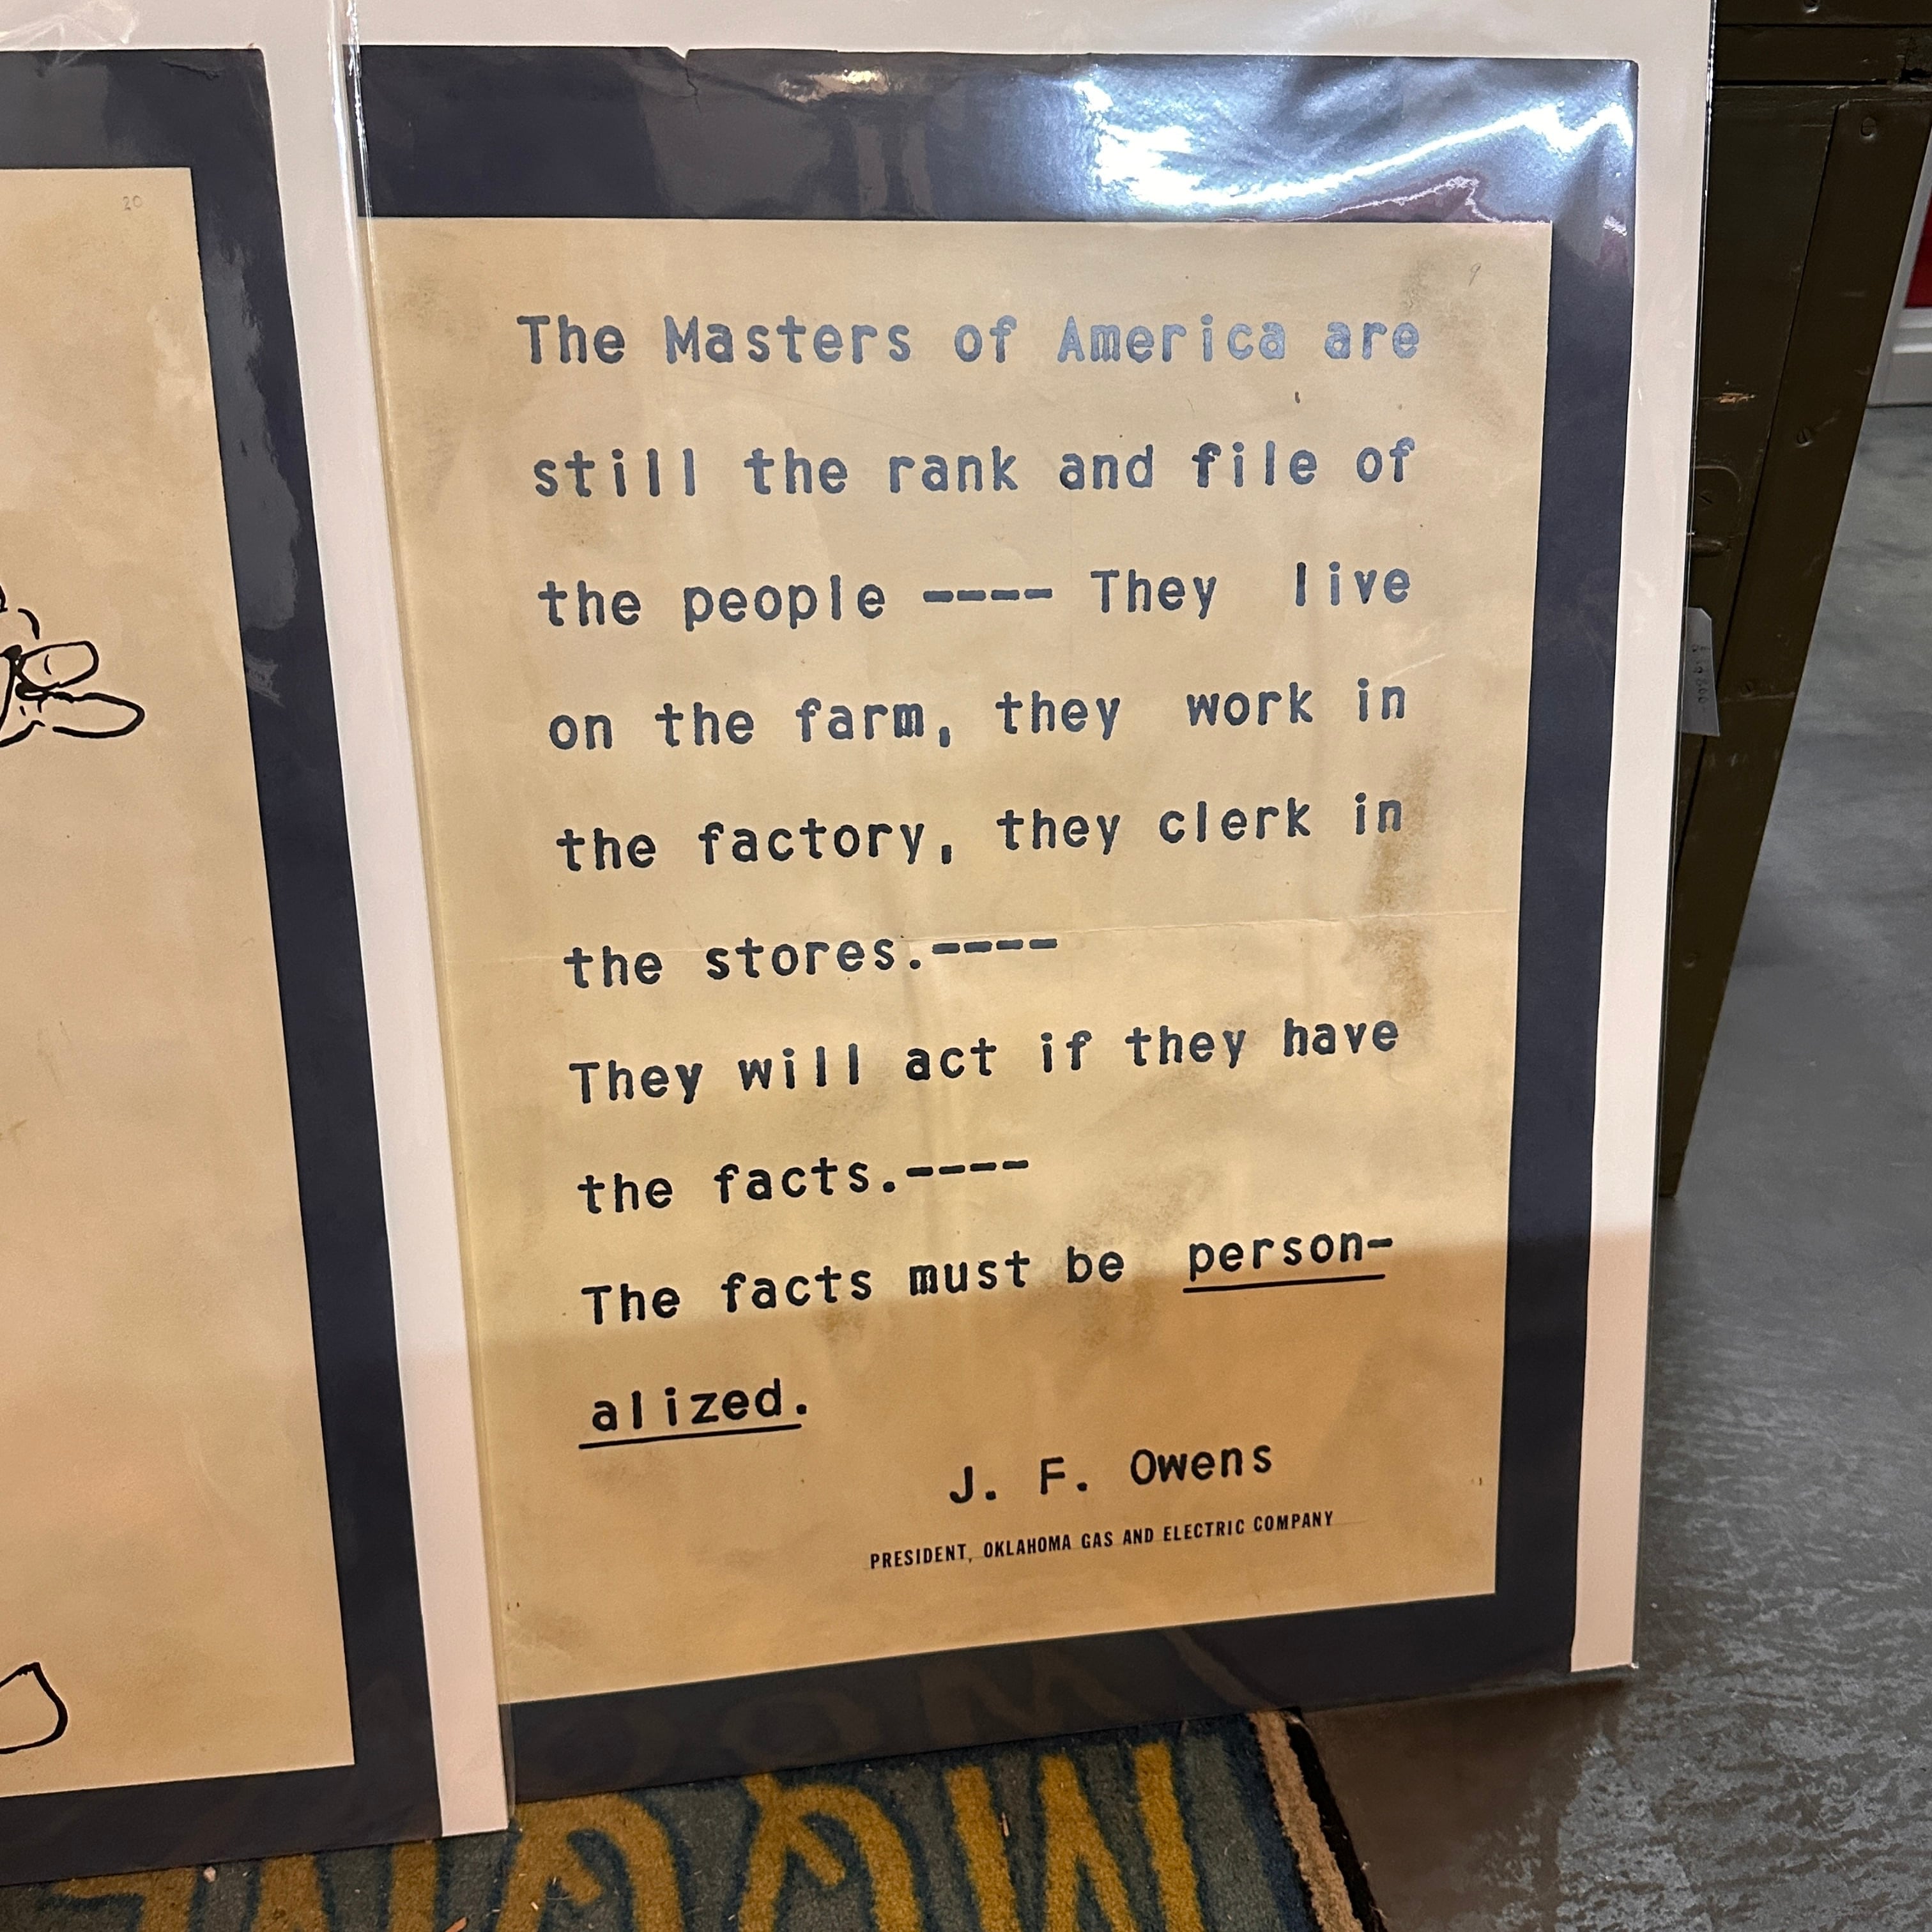 20
9
The Masters of America are
still the rank and file of
the people ---- They live
on the farm, they work in
the factory, they clerk in
the stores.----
They will act if they have
the facts.----
The facts must be person-
alized.
J. F. Owens
PRESIDENT, OKLAHOMA GAS AND ELECTRIC COMPANY